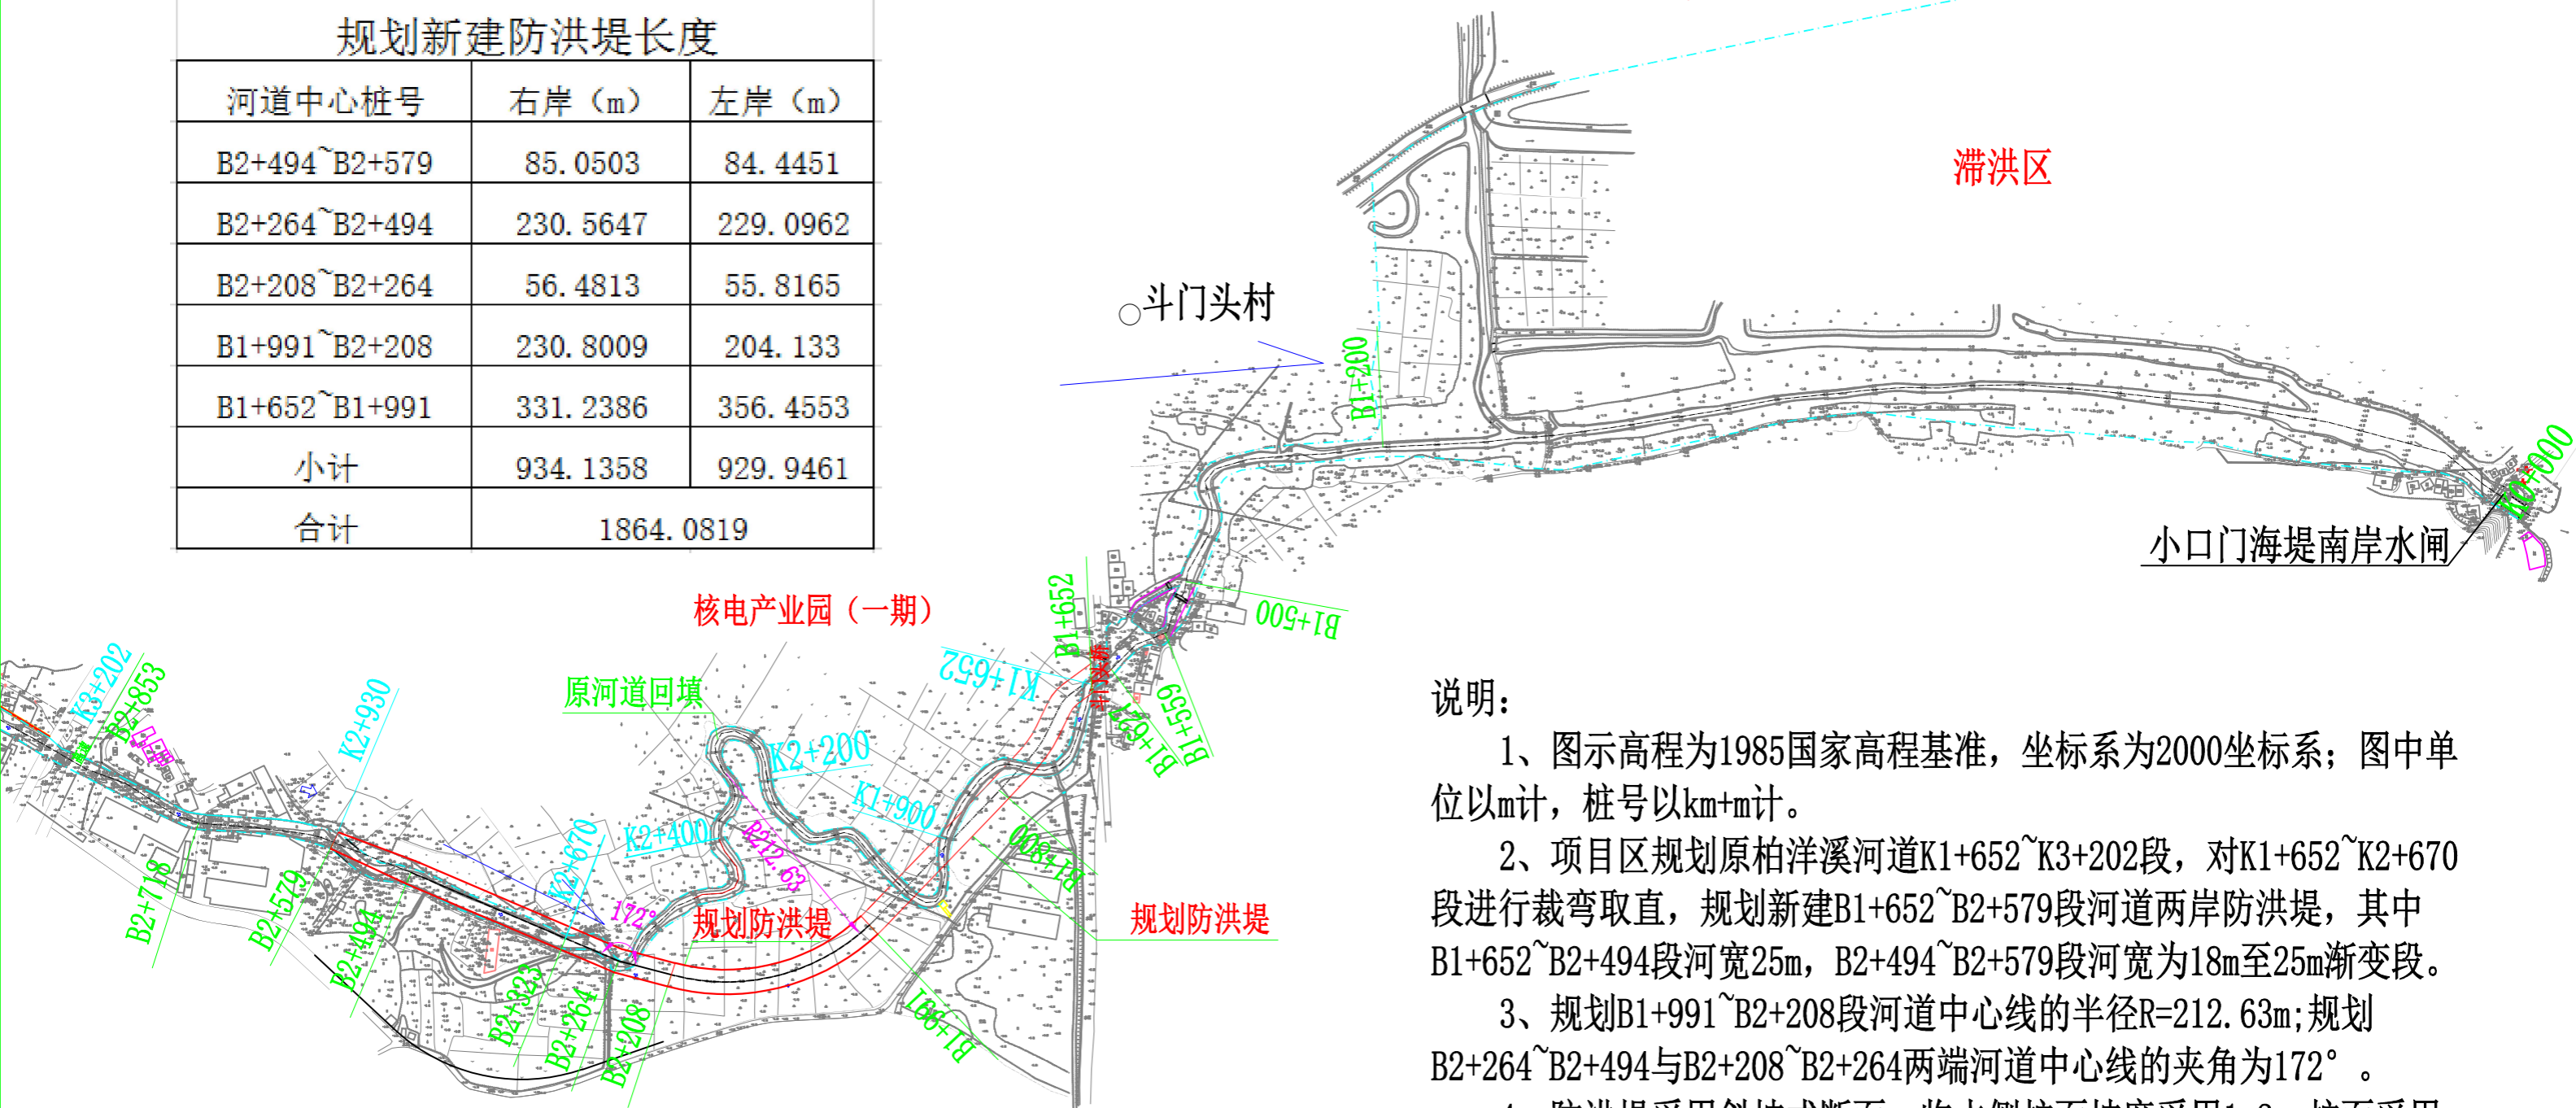 规划新建防洪堤长度
河道中心桩号 右岸（m） 左岸（m）
B2+494~B2+579 85.0503 84.4451
B2+264~B2+494 230.5647 229.0962
B2+208~B2+264 56.4813 55.8165
B1+991~B2+208 230.8009 204.133
B1+652~B1+991 331.2386 356.4553
小计 934.1358 929.9461
合计 1864.0819
滞洪区
斗门头村
B1+200
K0+000
小口门海堤南岸水闸
核电产业园（一期）
B1+652
B1+500
K1+652
B1+559
B1+621
原河道回填
K3+202
B2+853
K2+930
K2+200
K1+900
K2+400
K2+670
R212.63
172°
B1+800
规划防洪堤
规划防洪堤
B2+718
B2+579
B2+494
B2+323
B2+264
B2+208
B1+991
说明：
1、图示高程为1985国家高程基准，坐标系为2000坐标系；图中单
位以m计，桩号以km+m计。
2、项目区规划原柏洋溪河道K1+652~K3+202段，对K1+652~K2+670
段进行裁弯取直，规划新建B1+652~B2+579段河道两岸防洪堤，其中
B1+652~B2+494段河宽25m，B2+494~B2+579段河宽为18m至25m渐变段。
3、规划B1+991~B2+208段河道中心线的半径R=212.63m;规划
B2+264~B2+494与B2+208~B2+264两端河道中心线的夹角为172°。